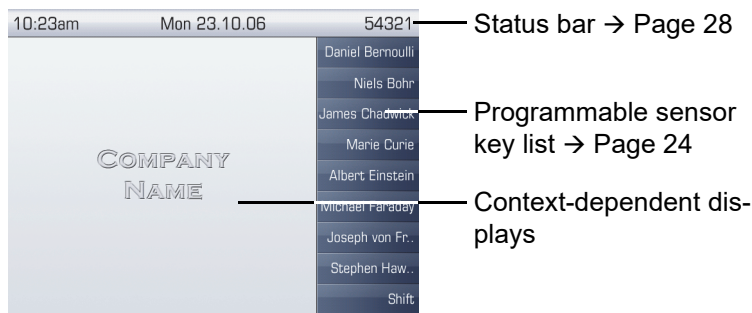 10:23am Mon 23.10.06 54321
Status bar → Page 28
Daniel Bernoulli
Niels Bohr
James Chadwick
Programmable sensor
key list → Page 24
Marie Curie
COMPANY
NAME
Albert Einstein
Michael Faraday
Context-dependent dis-
plays
Joseph von Fr..
Stephen Haw..
Shift